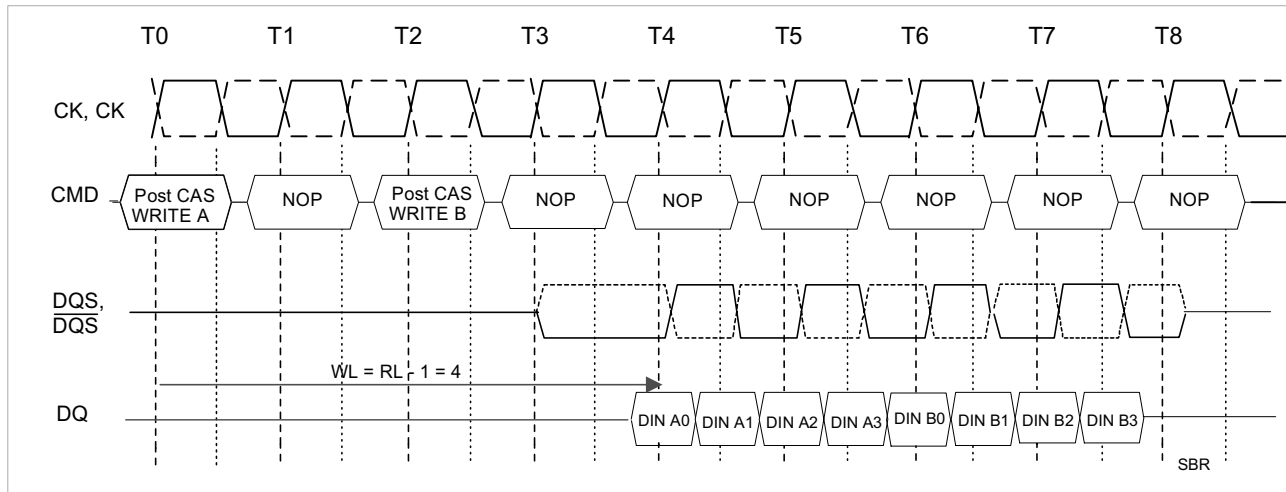 T0 T1 T2 T3 T4 T5 T6 T7 T8
CK, CK
CMD
Post CAS
WRITE A
NOP
Post CAS
WRITE B
NOP
NOP
NOP
NOP
NOP
NOP
DQS,
DQS
WL = RL - 1 = 4
DQ
DIN A0 DIN A1 DIN A2 DIN A3 DIN B0 DIN B1 DIN B2 DIN B3
SBR